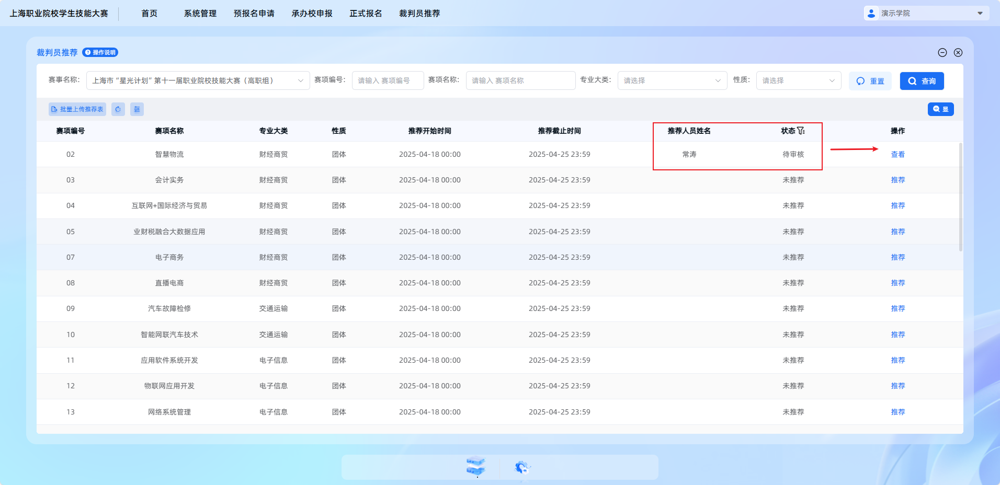 上海职业院校学生技能大赛 首页 系统管理 预报名申请 承办校申报 正式报名 裁判员推荐 演示学院
裁判员推荐 操作说明
赛事名称： 上海市“星光计划”第十一届职业院校技能大赛（高职组） 赛项编号： 请输入 赛项编号 赛项名称： 请输入 赛项名称 专业大类： 请选择 性质： 请选择 重置 查询
批量上传推荐表 显
赛项编号 赛项名称 专业大类 性质 推荐开始时间 推荐截止时间 推荐人员姓名 状态 操作
02 智慧物流 财经商贸 团体 2025-04-18 00:00 2025-04-25 23:59 常涛 待审核 查看
03 会计实务 财经商贸 团体 2025-04-18 00:00 2025-04-25 23:59 未推荐 推荐
04 互联网+国际经济与贸易 财经商贸 团体 2025-04-18 00:00 2025-04-25 23:59 未推荐 推荐
05 业财税融合大数据应用 财经商贸 团体 2025-04-18 00:00 2025-04-25 23:59 未推荐 推荐
07 电子商务 财经商贸 团体 2025-04-18 00:00 2025-04-25 23:59 未推荐 推荐
08 直播电商 财经商贸 团体 2025-04-18 00:00 2025-04-25 23:59 未推荐 推荐
09 汽车故障检修 交通运输 团体 2025-04-18 00:00 2025-04-25 23:59 未推荐 推荐
10 智能网联汽车技术 交通运输 团体 2025-04-18 00:00 2025-04-25 23:59 未推荐 推荐
11 应用软件系统开发 电子信息 团体 2025-04-18 00:00 2025-04-25 23:59 未推荐 推荐
12 物联网应用开发 电子信息 团体 2025-04-18 00:00 2025-04-25 23:59 未推荐 推荐
13 网络系统管理 电子信息 团体 2025-04-18 00:00 2025-04-25 23:59 未推荐 推荐